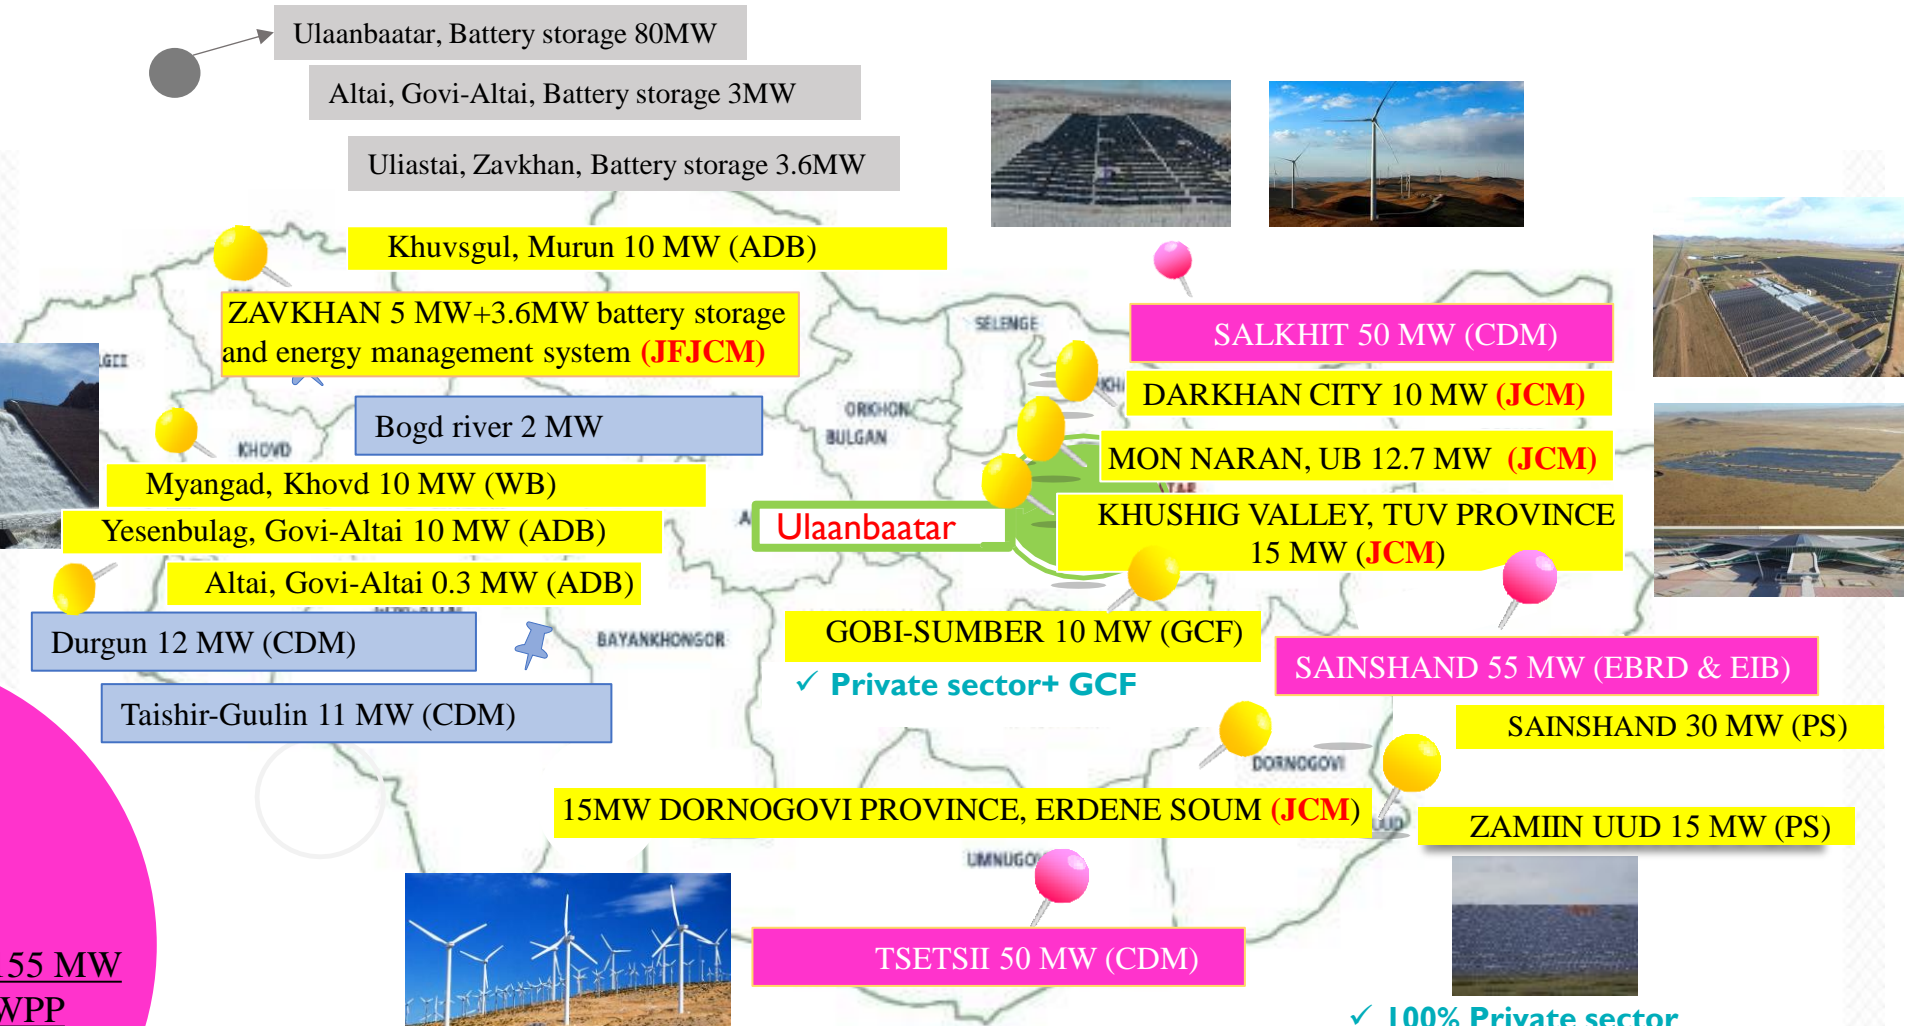 Ulaanbaatar, Battery storage 80MW
Altai, Govi-Altai, Battery storage 3MW
Uliastai, Zavkhan, Battery storage 3.6MW
Khuvsgul, Murun 10 MW (ADB)
ZAVKHAN 5 MW+3.6MW battery storage
and energy management system (JFJCM)
SELENGE
SALKHIT 50 MW (CDM)
DARKHAN CITY 10 MW (JCM)
Bogd river 2 MW
ORKHON
BULGAN
KHOVD
MON NARAN, UB 12.7 MW (JCM)
Myangad, Khovd 10 MW (WB)
Yesenbulag, Govi-Altai 10 MW (ADB)
Ulaanbaatar
KHUSHIG VALLEY, TUV PROVINCE
15 MW (JCM)
Altai, Govi-Altai 0.3 MW (ADB)
Durgun 12 MW (CDM)
BAYANKHONGOR
GOBI-SUMBER 10 MW (GCF)
✓ Private sector+ GCF
SAINSHAND 55 MW (EBRD & EIB)
Taishir-Guulin 11 MW (CDM)
SAINSHAND 30 MW (PS)
DORNOGOVI
15MW DORNOGOVI PROVINCE, ERDENE SOUM (JCM)
UUD
ZAMIIN UUD 15 MW (PS)
UMNUGO
TSETSII 50 MW (CDM)
155 MW
WPP
✓ 100% Private sector